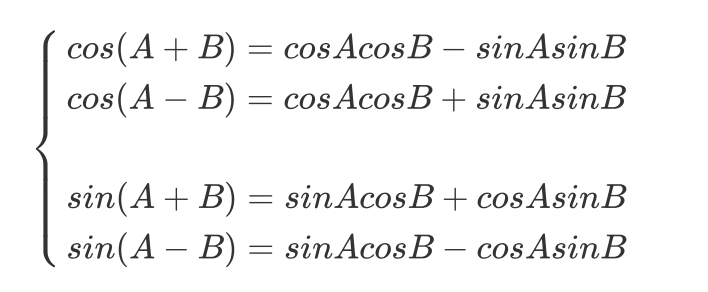 cos(A + B) = cosAcosB − sinAsinB
cos(A − B) = cosAcosB + sinAsinB
sin(A + B) = sinAcosB + cosAsinB
sin(A − B) = sinAcosB − cosAsinB